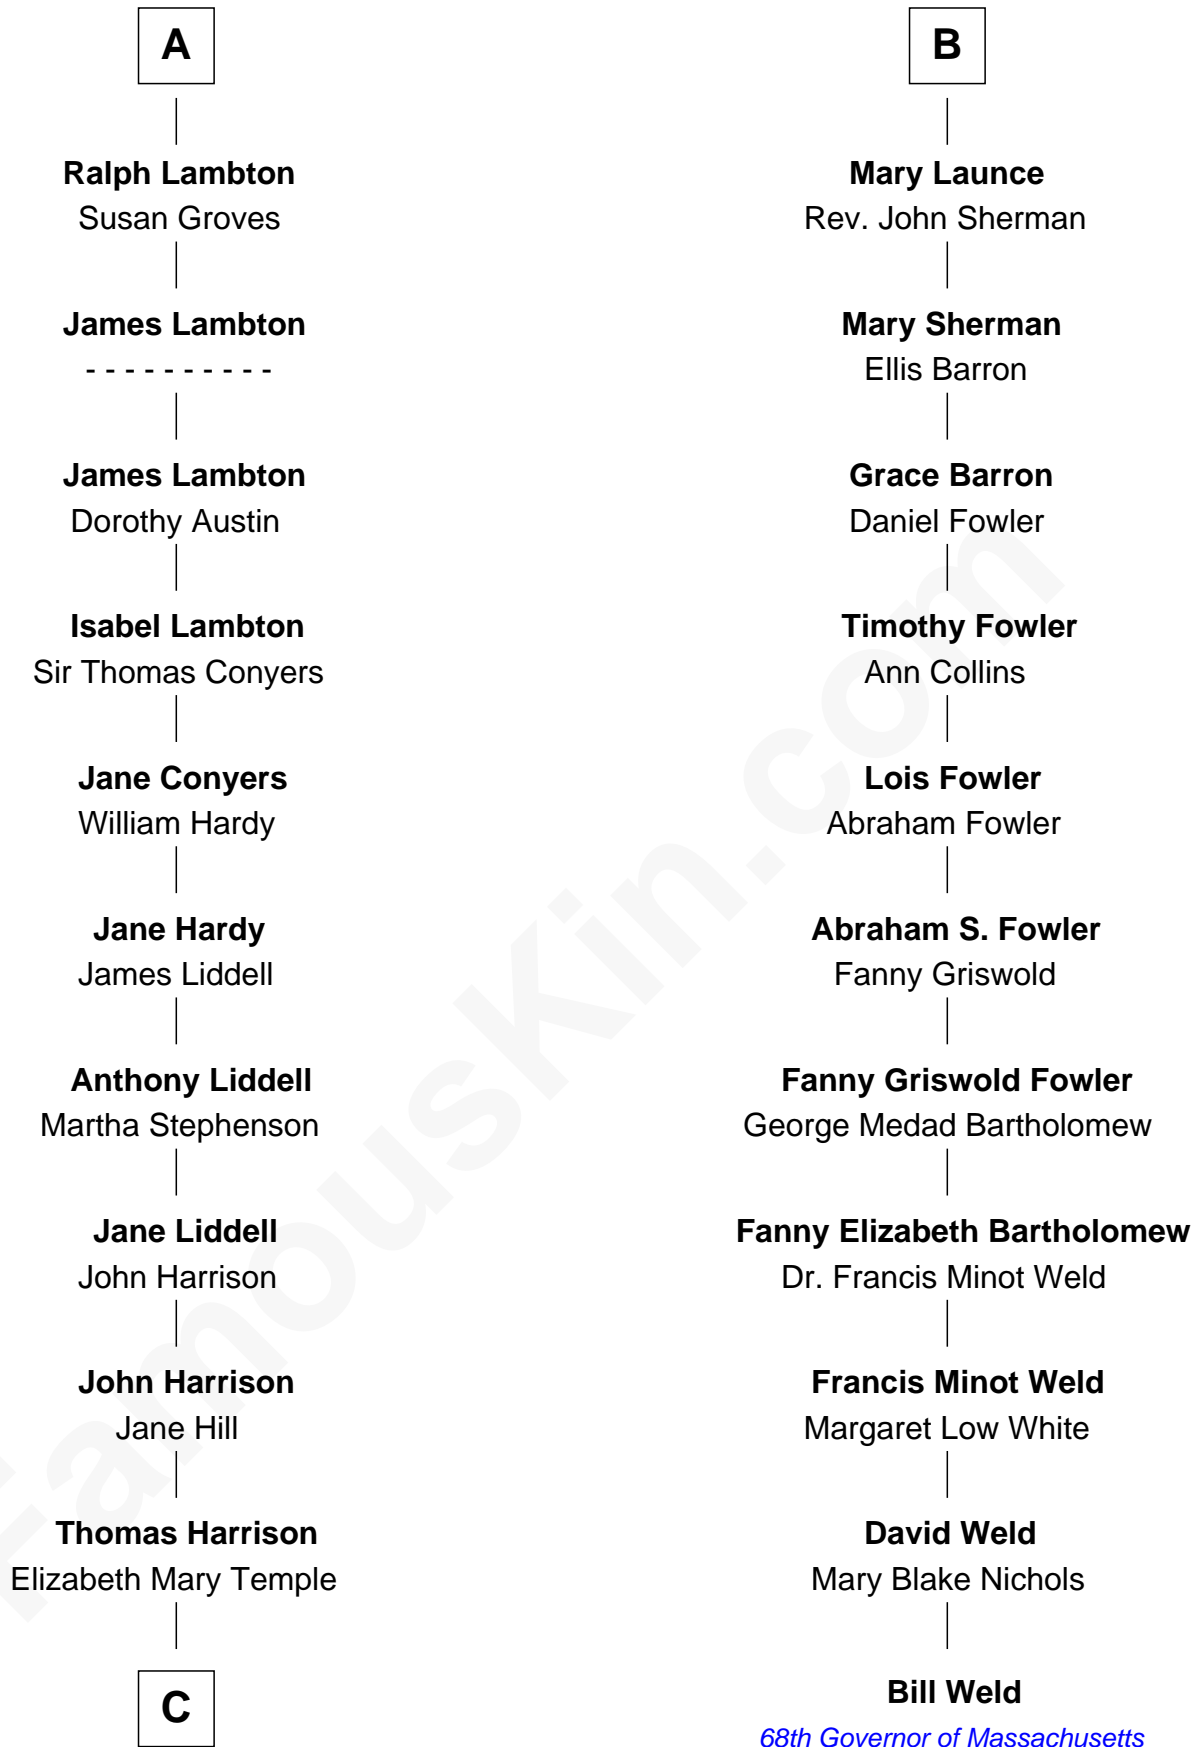 A
Ralph Lambton
Susan Groves
James Lambton
- - - - - - - - - -
James Lambton
Dorothy Austin
Isabel Lambton
Sir Thomas Conyers
Jane Conyers
William Hardy
Jane Hardy
James Liddell
Anthony Liddell
Martha Stephenson
Jane Liddell
John Harrison
John Harrison
Jane Hill
Thomas Harrison
Elizabeth Mary Temple
C
B
Mary Launce
Rev. John Sherman
Mary Sherman
Ellis Barron
Grace Barron
Daniel Fowler
Timothy Fowler
Ann Collins
Lois Fowler
Abraham Fowler
Abraham S. Fowler
Fanny Griswold
Fanny Griswold Fowler
George Medad Bartholomew
Fanny Elizabeth Bartholomew
Dr. Francis Minot Weld
Francis Minot Weld
Margaret Low White
David Weld
Mary Blake Nichols
Bill Weld
68th Governor of Massachusetts
FamousKin.com